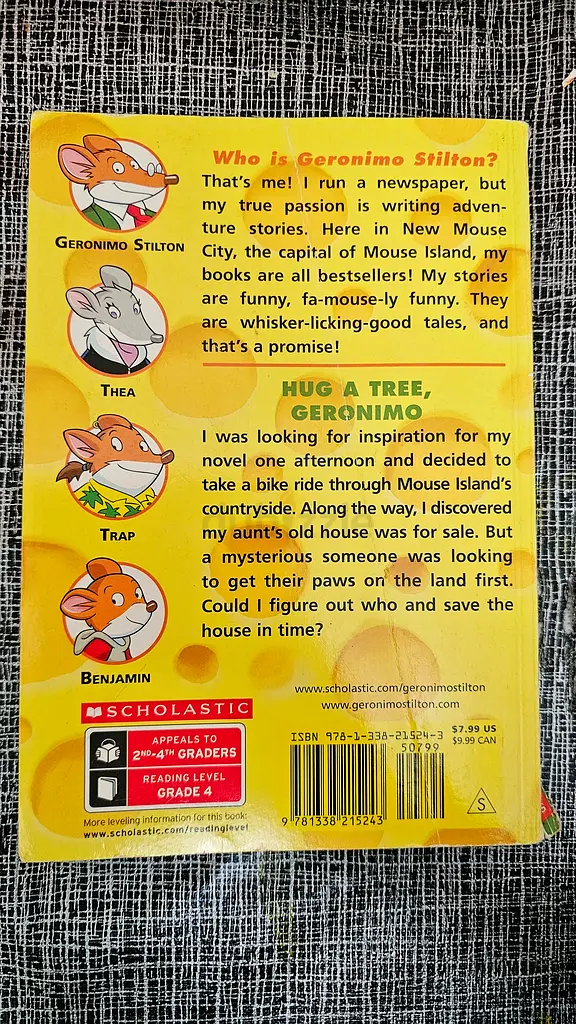 Who is Geronimo Stilton?
That's me! I run a newspaper, but
my true passion is writing adven-
ture stories. Here in New Mouse
City, the capital of Mouse Island, my
books are all bestsellers! My stories
are funny, fa-mouse-ly funny. They
are whisker-licking-good tales, and
that's a promise!
GERONIMO STILTON
THEA
TRAP
BENJAMIN
HUG A TREE,
GERONIMO
I was looking for inspiration for my
novel one afternoon and decided to
take a bike ride through Mouse Island's
countryside. Along the way, I discovered
my aunt's old house was for sale. But
a mysterious someone was looking
to get their paws on the land first.
Could I figure out who and save the
house in time?
www.scholastic.com/geronimostilton
www.geronimostilton.com
SCHOLASTIC
APPEALS TO
2ND-4TH GRADERS
READING LEVEL
GRADE 4
More leveling information for this book:
www.scholastic.com/readinglevel
ISBN 978-1-338-21524-3
50799
$7.99 US
$9.99 CAN
9 781338 215243
S